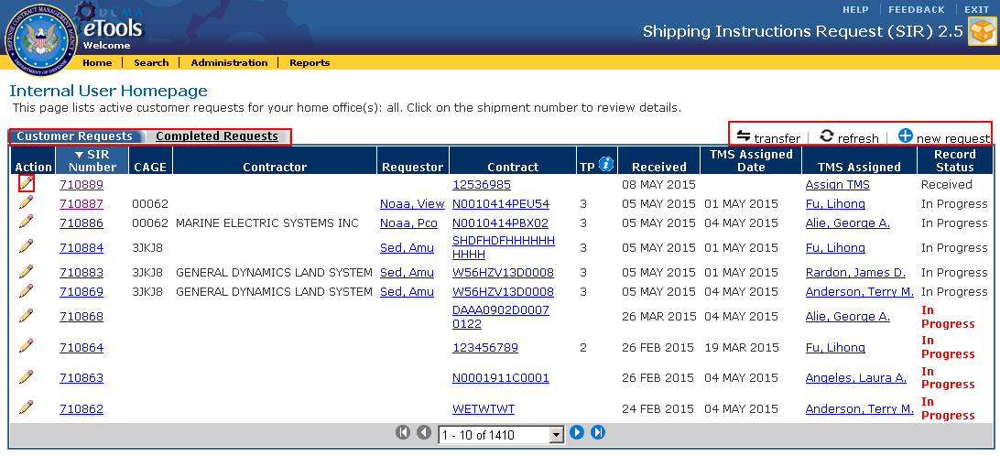 HELP FEEDBACK EXIT
DCMA
eTools
Welcome
Shipping Instructions Request (SIR) 2.5
DEFENSE CONTRACT MANAGEMENT AGENCY
DEPARTMENT OF DEFENSE
Home Search Administration Reports
Internal User Homepage
This page lists active customer requests for your home office(s): all. Click on the shipment number to review details.
Customer Requests Completed Requests transfer refresh new request
Action SIR Number CAGE Contractor Requestor Contract TP Received TMS Assigned Date TMS Assigned Record Status
710889 12536985 08 MAY 2015 Assign TMS Received
710887 00062 Noaa, View N0010414PEU54 3 05 MAY 2015 01 MAY 2015 Fu, Lihong In Progress
710886 00062 MARINE ELECTRIC SYSTEMS INC Noaa, Pco N0010414PBX02 3 05 MAY 2015 04 MAY 2015 Alie, George A. In Progress
710884 3JKJ8 Sed, Amu SHDFHDFHHHHHH HHHH 3 05 MAY 2015 01 MAY 2015 Fu, Lihong In Progress
710883 3JKJ8 GENERAL DYNAMICS LAND SYSTEM Sed, Amu W56HZV13D0008 3 05 MAY 2015 01 MAY 2015 Rardon, James D. In Progress
710869 3JKJ8 GENERAL DYNAMICS LAND SYSTEM Sed, Amu W56HZV13D0008 3 05 MAY 2015 04 MAY 2015 Anderson, Terry M. In Progress
710868 DAAA0902D0007 0122 26 MAR 2015 04 MAY 2015 Alie, George A. In Progress
710864 123456789 2 26 FEB 2015 19 MAR 2015 Fu, Lihong In Progress
710863 N0001911C0001 26 FEB 2015 04 MAY 2015 Angeles, Laura A. In Progress
710862 WETWTWT 24 FEB 2015 04 MAY 2015 Anderson, Terry M. In Progress
1 - 10 of 1410